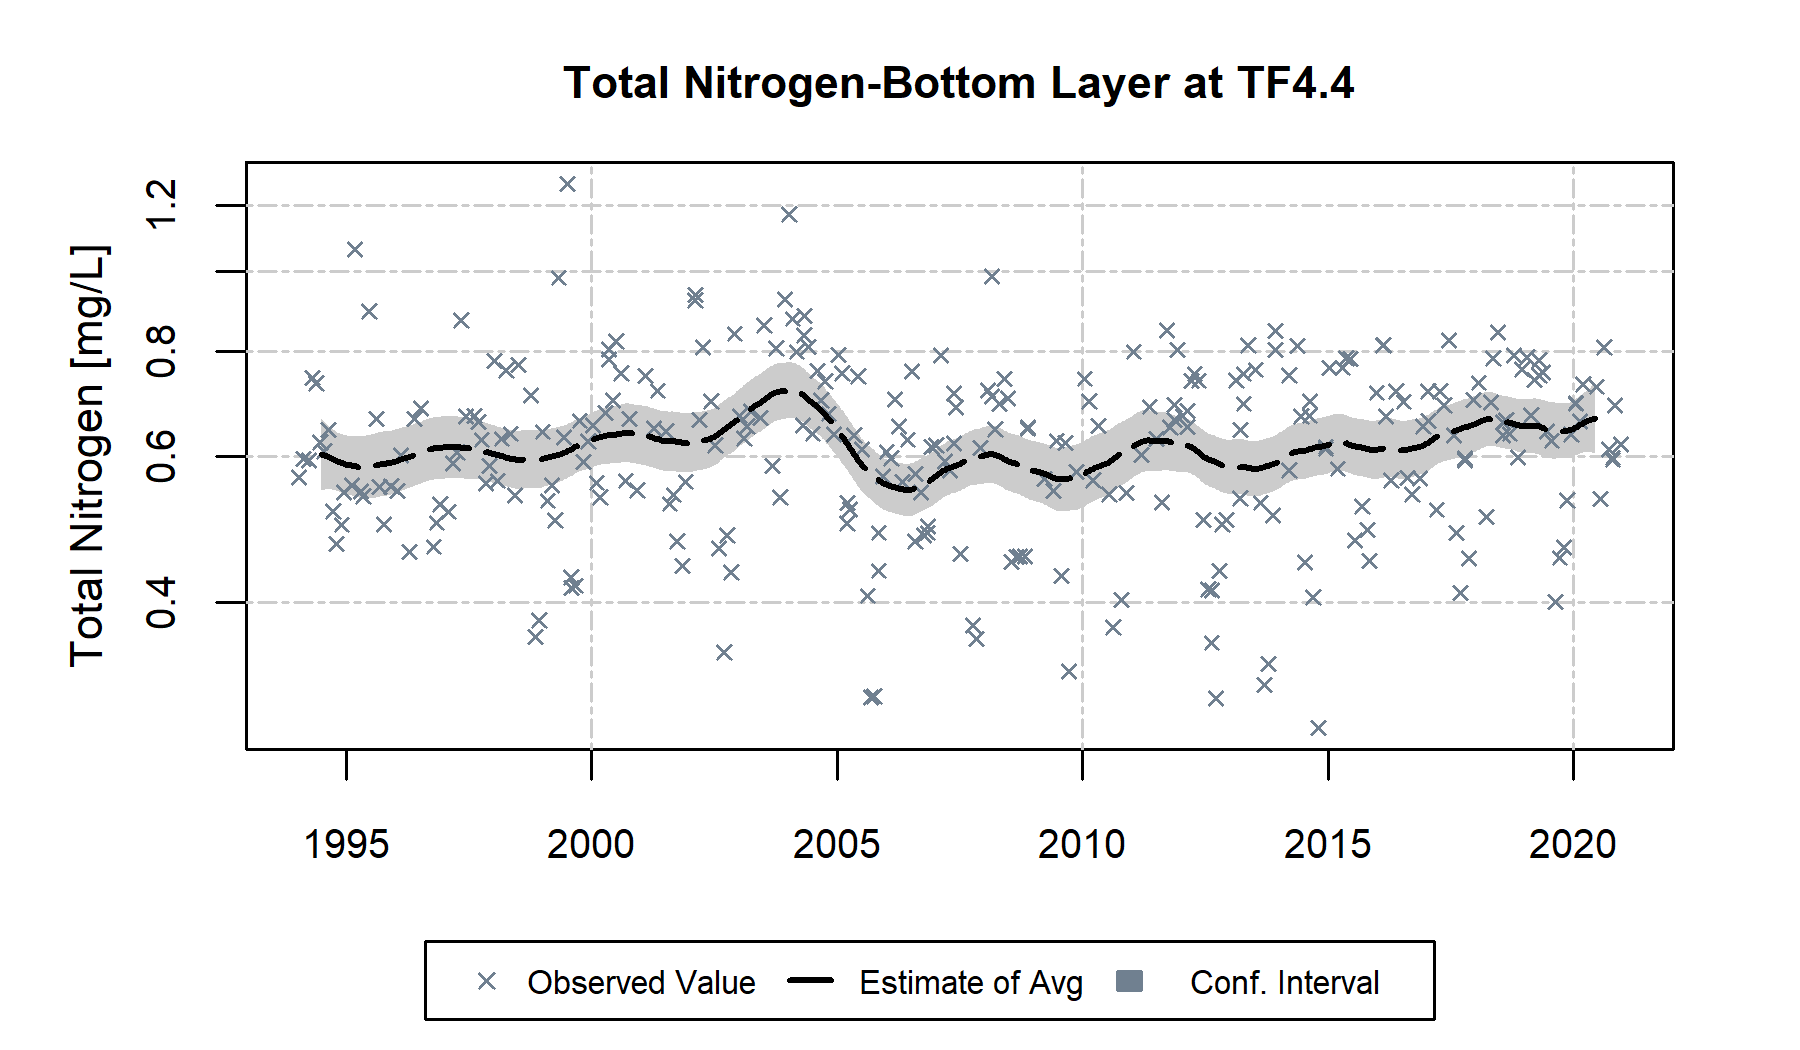 Total Nitrogen-Bottom Layer at TF4.4
Total Nitrogen [mg/L]
1.2
0.8
0.6
0.4
1995 2000 2005 2010 2015 2020
Observed Value Estimate of Avg Conf. Interval